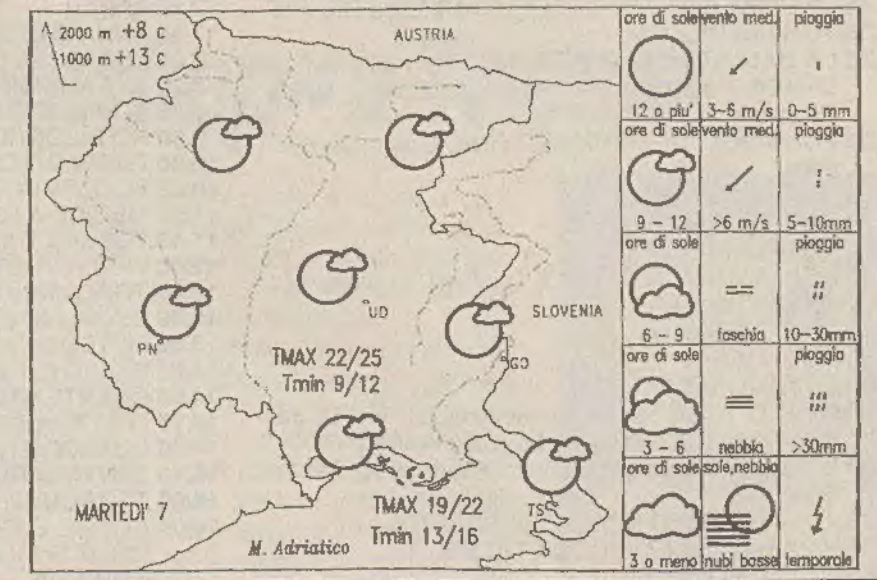 2000 m +8 c
1000 m +13 c
AUSTRIA
SLOVENIA
UD
PN
GO
TMAX 22/25
Tmin 9/12
MARTEDI' 7
M. Adriatico
TMAX 19/22
Tmin 13/16
TS
ore di sole vento med. pioggia
12 o piu' 3-6 m/s 0-5 mm
ore di sole vento med. pioggia
9 - 12 >6 m/s 5-10mm
ore di sole pioggia
6 - 9 foschia 10-30mm
ore di sole pioggia
3 - 6 nebbia >30mm
ore di sole sole,nebbia
3 o meno nubi basse temporale